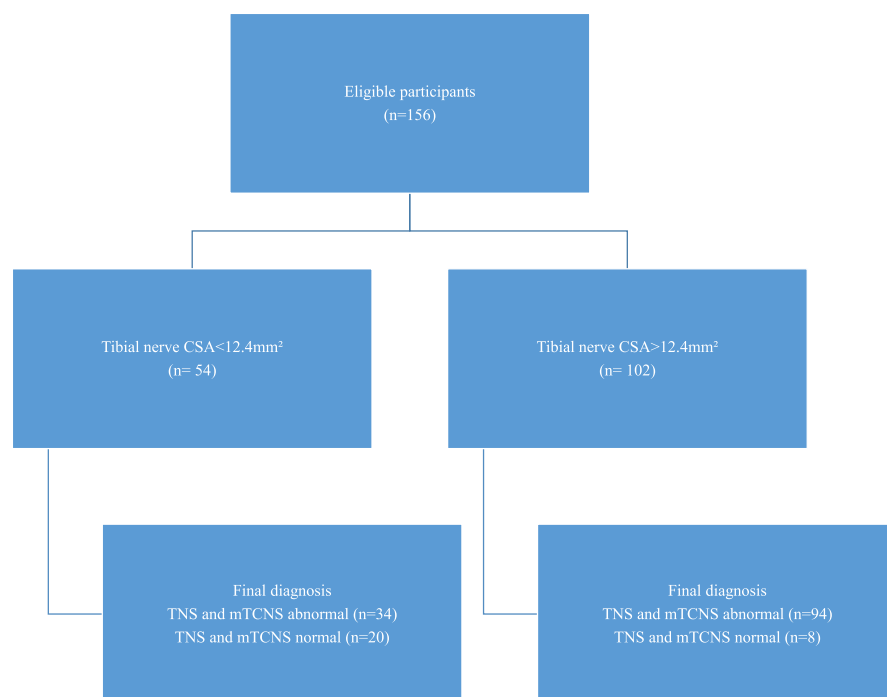 Eligible participants
(n=156)
Tibial nerve CSA<12.4mm²
(n= 54)
Tibial nerve CSA>12.4mm²
(n= 102)
Final diagnosis
TNS and mTCNS abnormal (n=34)
TNS and mTCNS normal (n=20)
Final diagnosis
TNS and mTCNS abnormal (n=94)
TNS and mTCNS normal (n=8)